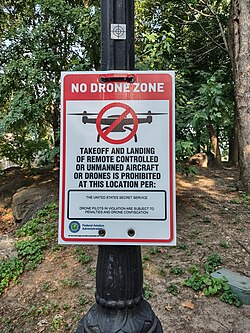 NO DRONE ZONE
TAKEOFF AND LANDING
OF REMOTE CONTROLLED
OR UNMANNED AIRCRAFT
OR DRONES IS PROHIBITED
AT THIS LOCATION PER:
THE UNITED STATES SECRET SERVICE
DRONE PILOTS IN VIOLATION ARE SUBJECT TO
PENALTIES AND DRONE CONFISCATION.
Federal Aviation
Administration